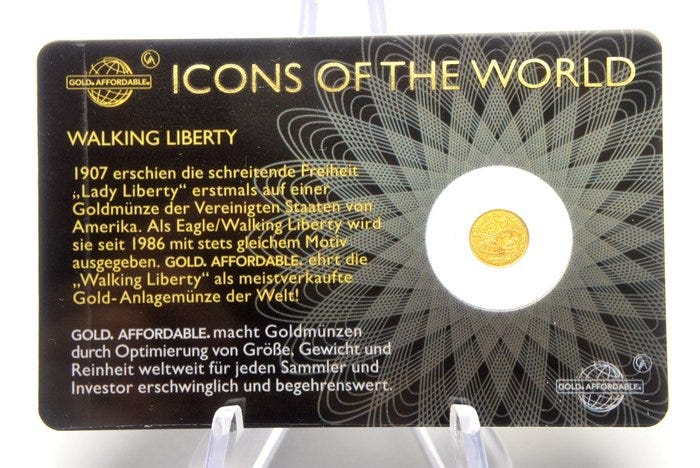 GOLD. AFFORDABLE.
GA
ICONS OF THE WORLD
WALKING LIBERTY
1907 erschien die schreitende Freiheit
„Lady Liberty“ erstmals auf einer
Goldmünze der Vereinigten Staaten von
Amerika. Als Eagle/Walking Liberty wird
sie seit 1986 mit stets gleichem Motiv
ausgegeben. GOLD. AFFORDABLE. ehrt die
„Walking Liberty“ als meistverkaufte
Gold-Anlagemünze der Welt!
GOLD. AFFORDABLE. macht Goldmünzen
durch Optimierung von Größe, Gewicht und
Reinheit weltweit für jeden Sammler und
Investor erschwinglich und begehrenswert.
GA
GOLD. AFFORDABLE.